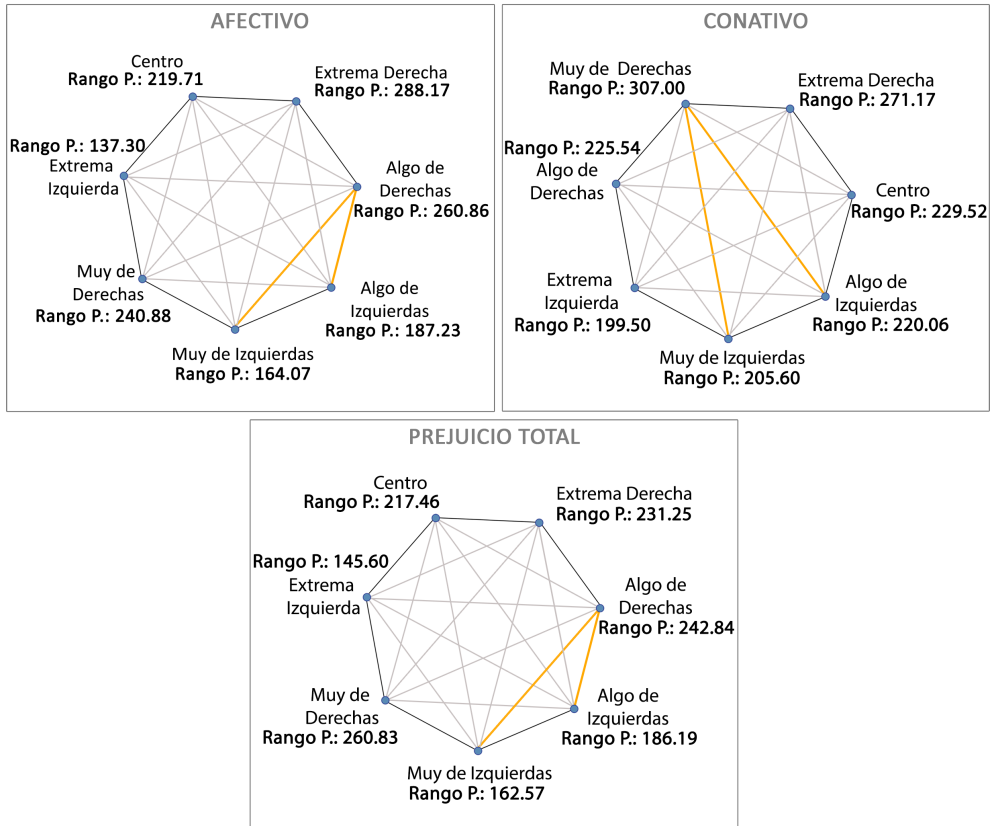 AFECTIVO
Centro
Rango P.: 219.71
Extrema Derecha
Rango P.: 288.17
Rango P.: 137.30
Extrema
Izquierda
Algo de
Derechas
Rango P.: 260.86
Muy de
Derechas
Rango P.: 240.88
Algo de
Izquierdas
Rango P.: 187.23
Muy de Izquierdas
Rango P.: 164.07
CONATIVO
Muy de Derechas
Rango P.: 307.00
Extrema Derecha
Rango P.: 271.17
Rango P.: 225.54
Algo de
Derechas
Centro
Rango P.: 229.52
Extrema
Izquierda
Rango P.: 199.50
Algo de
Izquierdas
Rango P.: 220.06
Muy de Izquierdas
Rango P.: 205.60
PREJUICIO TOTAL
Centro
Rango P.: 217.46
Extrema Derecha
Rango P.: 231.25
Rango P.: 145.60
Extrema
Izquierda
Algo de
Derechas
Rango P.: 242.84
Muy de
Derechas
Rango P.: 260.83
Algo de
Izquierdas
Rango P.: 186.19
Muy de Izquierdas
Rango P.: 162.57